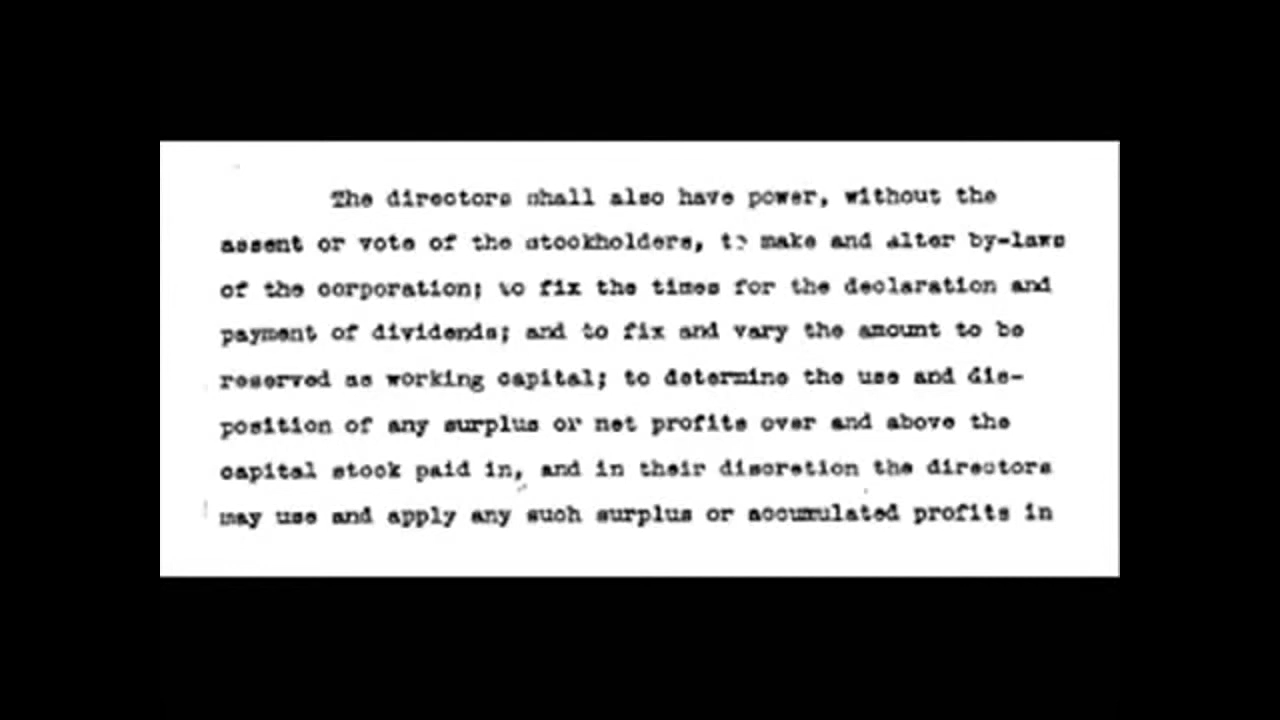 The directors shall also have power, without the
assent or vote of the stockholders, to make and alter by-laws
of the corporation; to fix the times for the declaration and
payment of dividends; and to fix and vary the amount to be
reserved as working capital; to determine the use and dis-
position of any surplus or net profits over and above the
capital stock paid in, and in their discretion the directors
may use and apply any such surplus or accumulated profits in